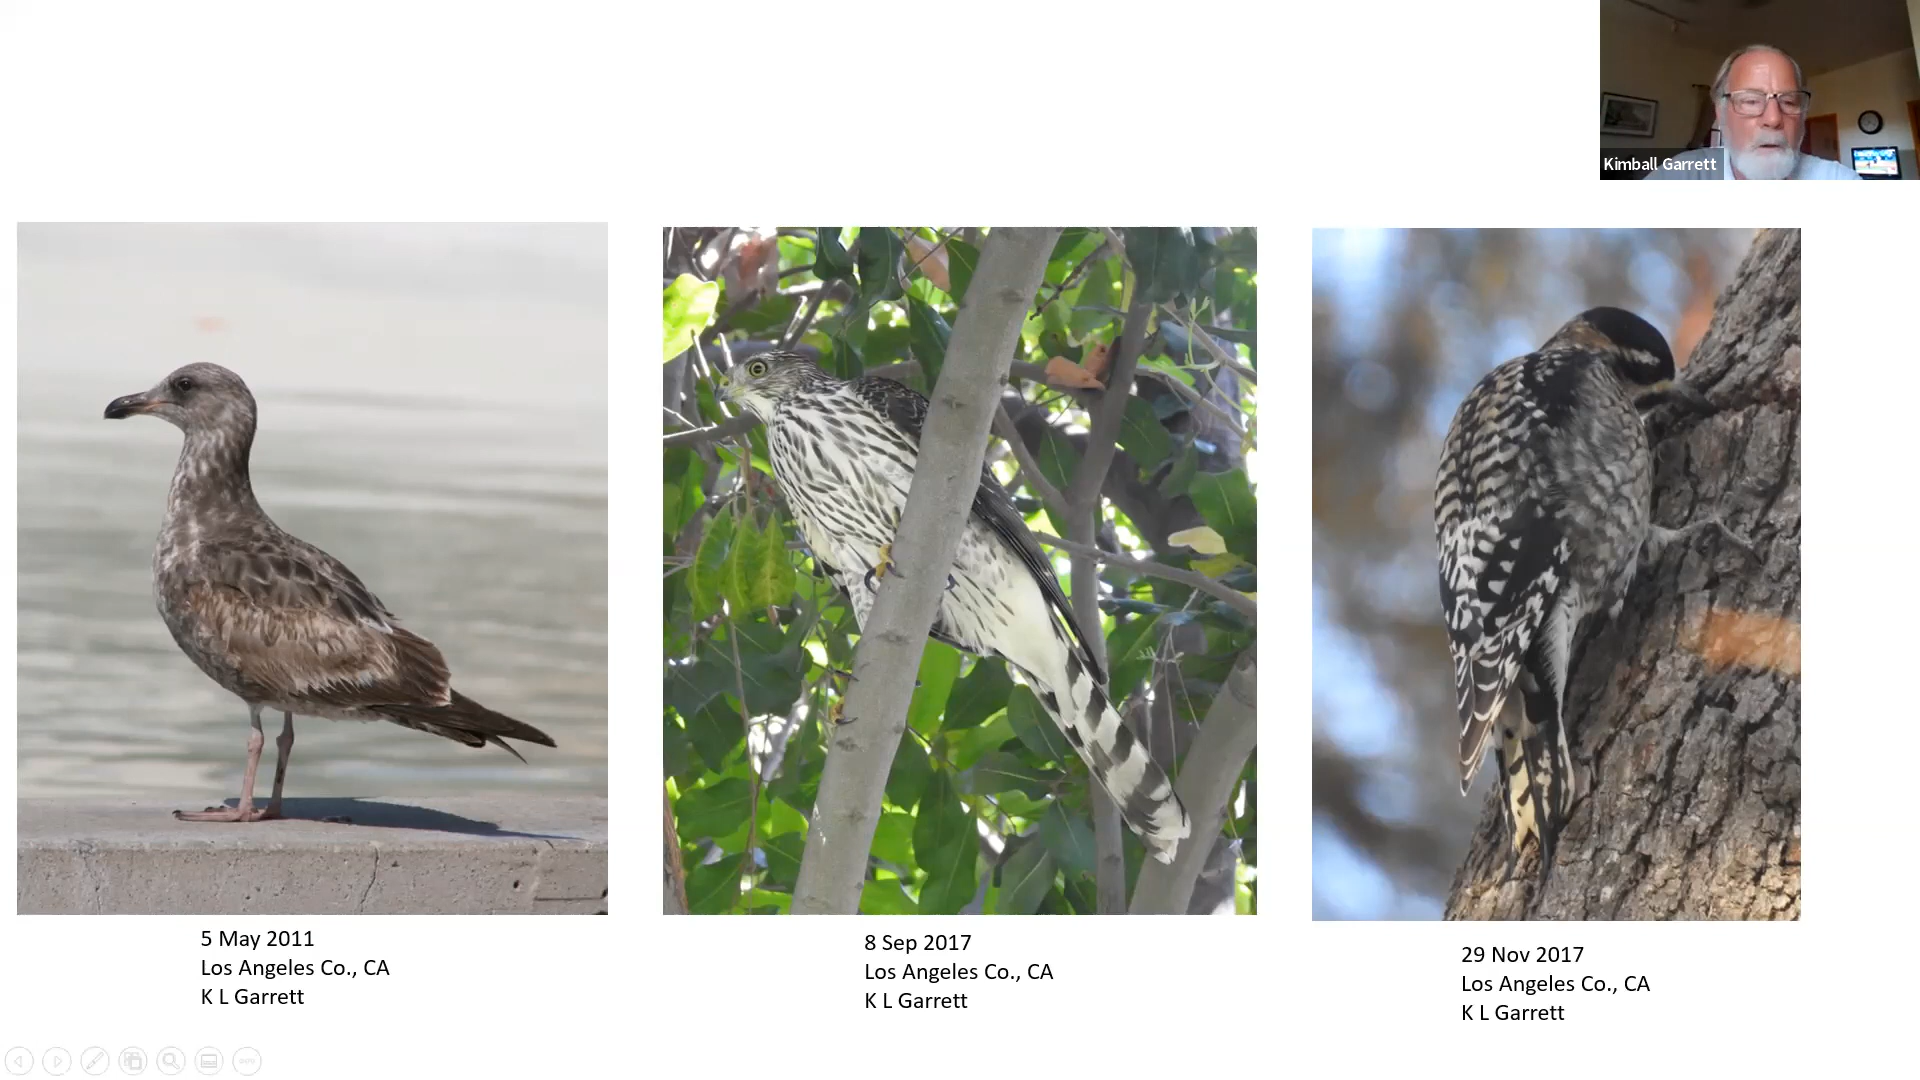 Kimball Garrett
5 May 2011
Los Angeles Co., CA
K L Garrett
8 Sep 2017
Los Angeles Co., CA
K L Garrett
29 Nov 2017
Los Angeles Co., CA
K L Garrett